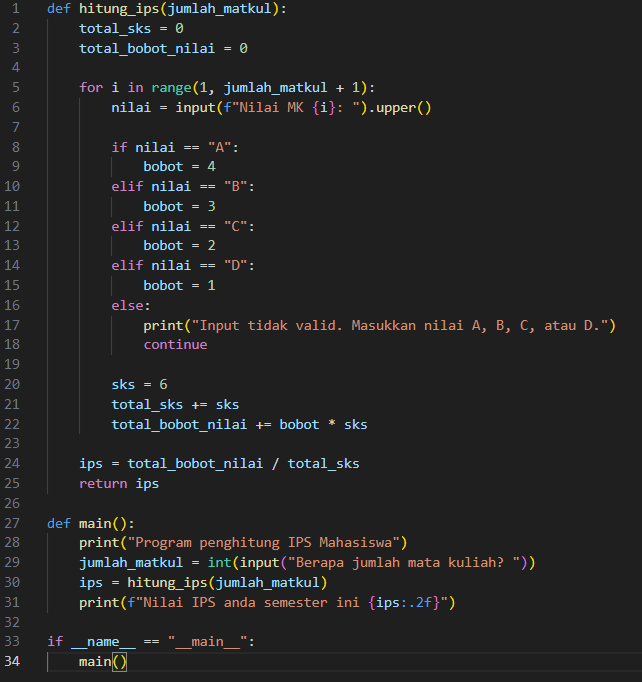 1 def hitung_ips(jumlah_matkul):
2     total_sks = 0
3     total_bobot_nilai = 0
4
5     for i in range(1, jumlah_matkul + 1):
6         nilai = input(f"Nilai MK {i}: ").upper()
7
8         if nilai == "A":
9             bobot = 4
10         elif nilai == "B":
11             bobot = 3
12         elif nilai == "C":
13             bobot = 2
14         elif nilai == "D":
15             bobot = 1
16         else:
17             print("Input tidak valid. Masukkan nilai A, B, C, atau D.")
18             continue
19
20         sks = 6
21         total_sks += sks
22         total_bobot_nilai += bobot * sks
23
24     ips = total_bobot_nilai / total_sks
25     return ips
26
27 def main():
28     print("Program penghitung IPS Mahasiswa")
29     jumlah_matkul = int(input("Berapa jumlah mata kuliah? "))
30     ips = hitung_ips(jumlah_matkul)
31     print(f"Nilai IPS anda semester ini {ips:.2f}")
32
33 if __name__ == "__main__":
34     main()